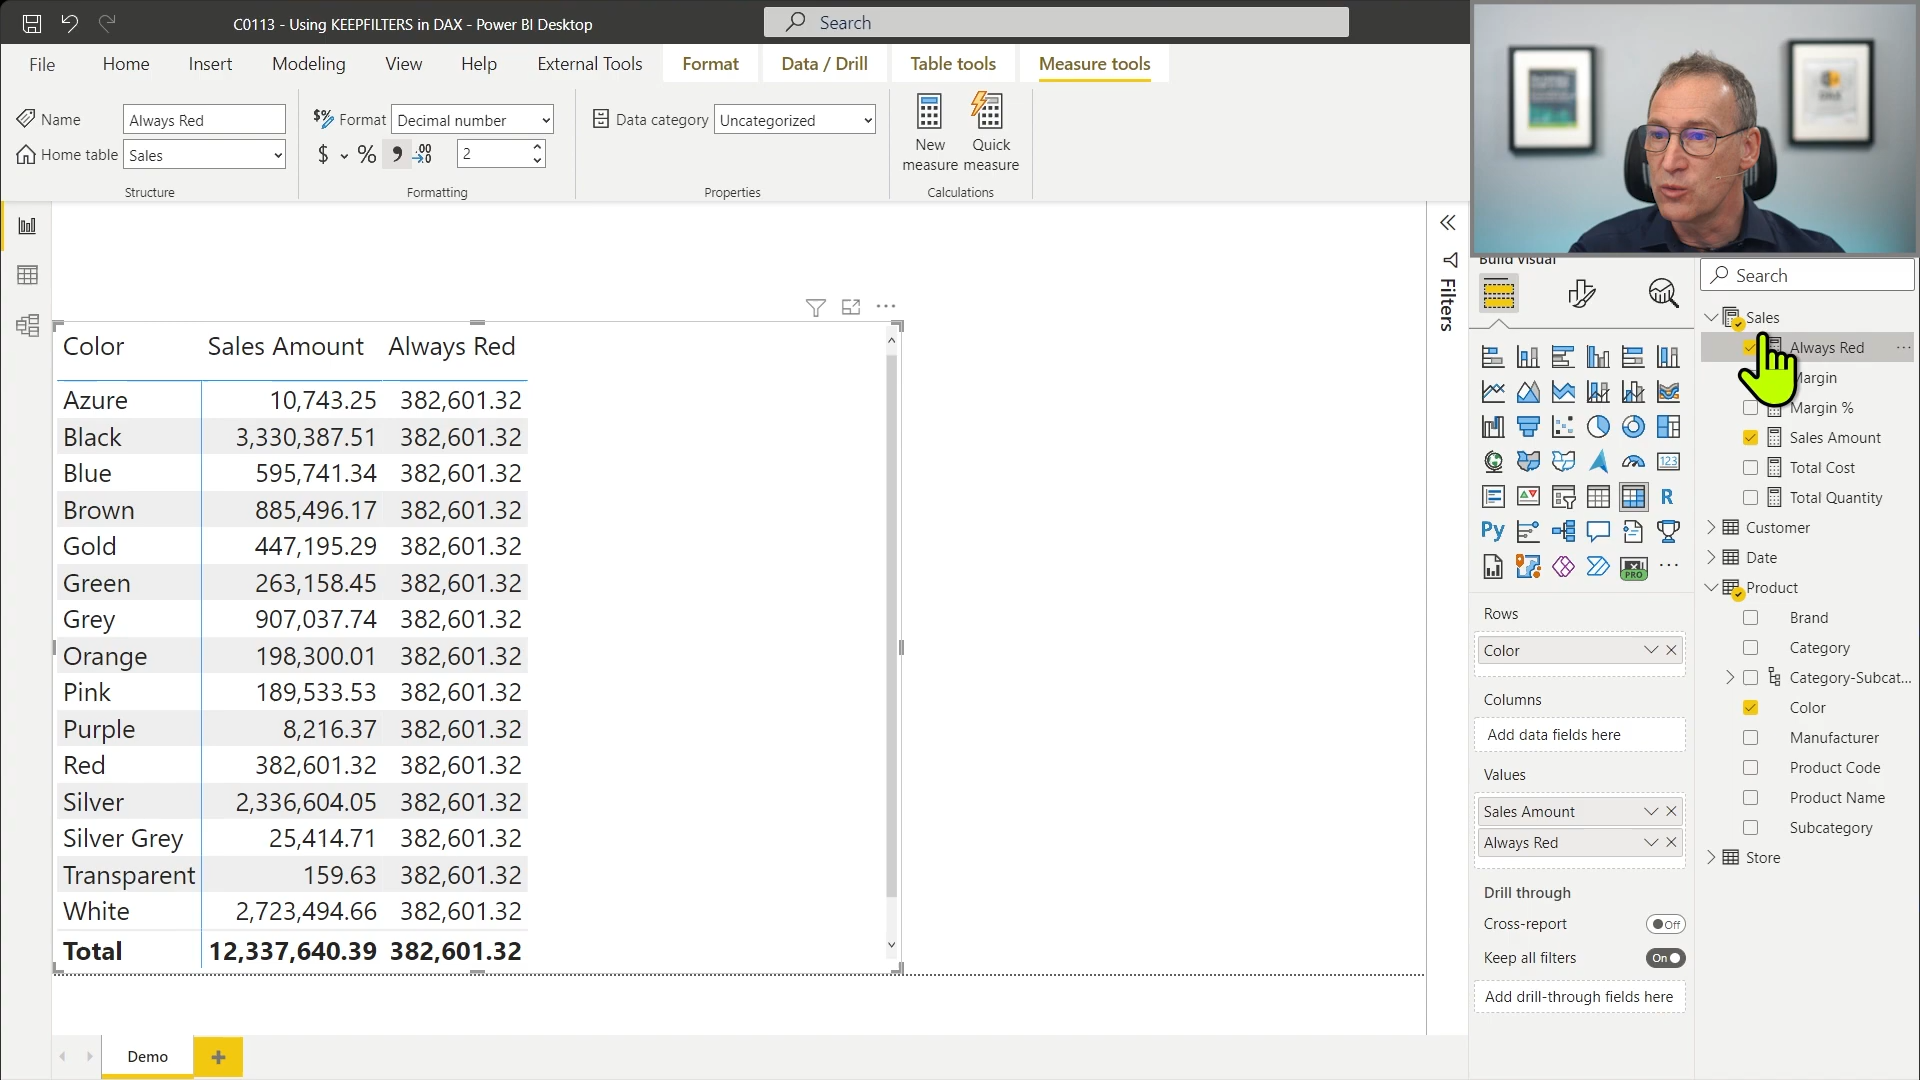 C0113 - Using KEEPFILTERS in DAX - Power BI Desktop
Search
File
Home
Insert
Modeling
View
Help
External Tools
Format
Data / Drill
Table tools
Measure tools
Name
Always Red
Home table
Sales
Structure
Format
Decimal number
$
%
2
Formatting
Data category
Uncategorized
Properties
New measure
Quick measure
Calculations
Color Sales Amount Always Red
Azure 10,743.25 382,601.32
Black 3,330,387.51 382,601.32
Blue 595,741.34 382,601.32
Brown 885,496.17 382,601.32
Gold 447,195.29 382,601.32
Green 263,158.45 382,601.32
Grey 907,037.74 382,601.32
Orange 198,300.01 382,601.32
Pink 189,533.53 382,601.32
Purple 8,216.37 382,601.32
Red 382,601.32 382,601.32
Silver 2,336,604.05 382,601.32
Silver Grey 25,414.71 382,601.32
Transparent 159.63 382,601.32
White 2,723,494.66 382,601.32
Total 12,337,640.39 382,601.32
Demo
Filters
Build visual
123
R
Py
PRO
Rows
Color
Columns
Add data fields here
Values
Sales Amount
Always Red
Drill through
Cross-report
Off
Keep all filters
On
Add drill-through fields here
Search
Sales
Always Red
Margin
Margin %
Sales Amount
Total Cost
Total Quantity
Customer
Date
Product
Brand
Category
Category-Subcat...
Color
Manufacturer
Product Code
Product Name
Subcategory
Store